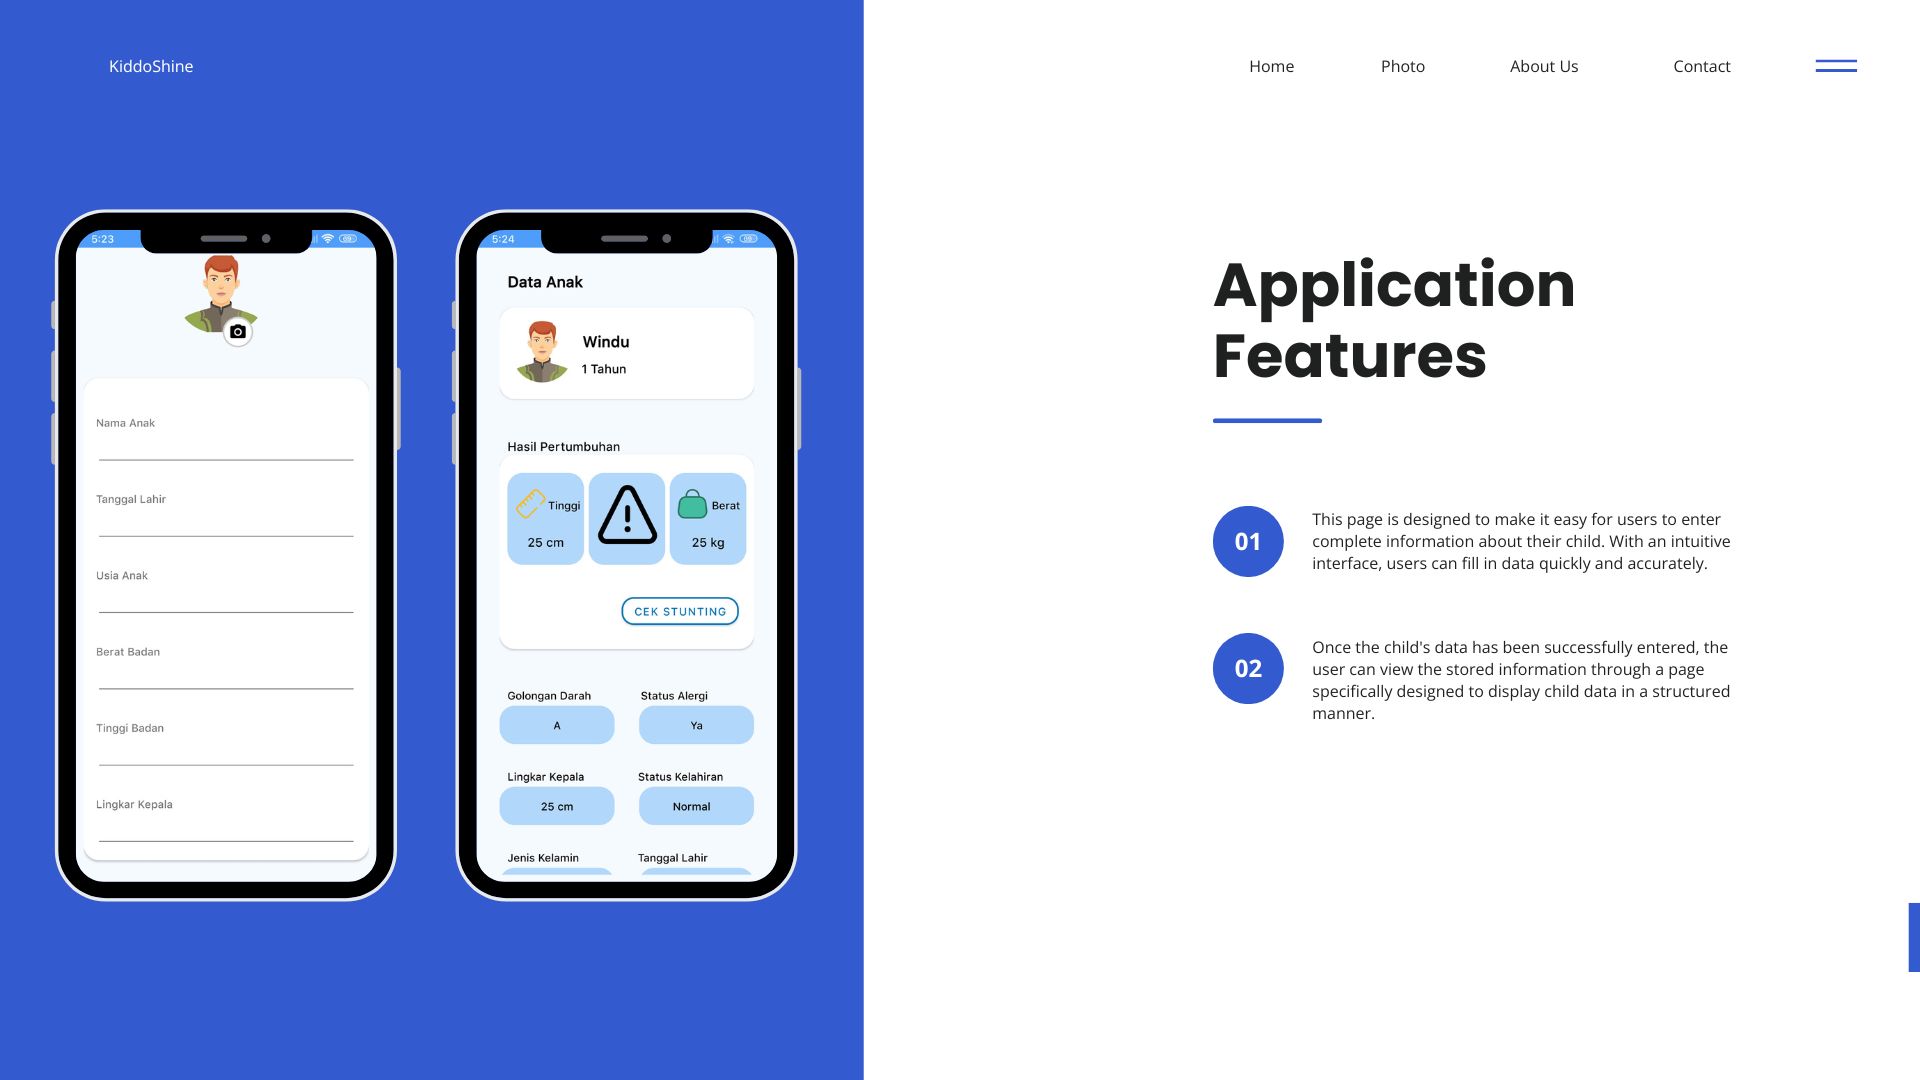 KiddoShine
Home
Photo
About Us
Contact
5:23
Nama Anak
Tanggal Lahir
Usia Anak
Berat Badan
Tinggi Badan
Lingkar Kepala
5:24
Data Anak
Windu
1 Tahun
Hasil Pertumbuhan
Tinggi
25 cm
Berat
25 kg
CEK STUNTING
Golongan Darah
Status Alergi
A
Ya
Lingkar Kepala
Status Kelahiran
25 cm
Normal
Jenis Kelamin
Tanggal Lahir
Application
Features
01
This page is designed to make it easy for users to enter
complete information about their child. With an intuitive
interface, users can fill in data quickly and accurately.
02
Once the child's data has been successfully entered, the
user can view the stored information through a page
specifically designed to display child data in a structured
manner.